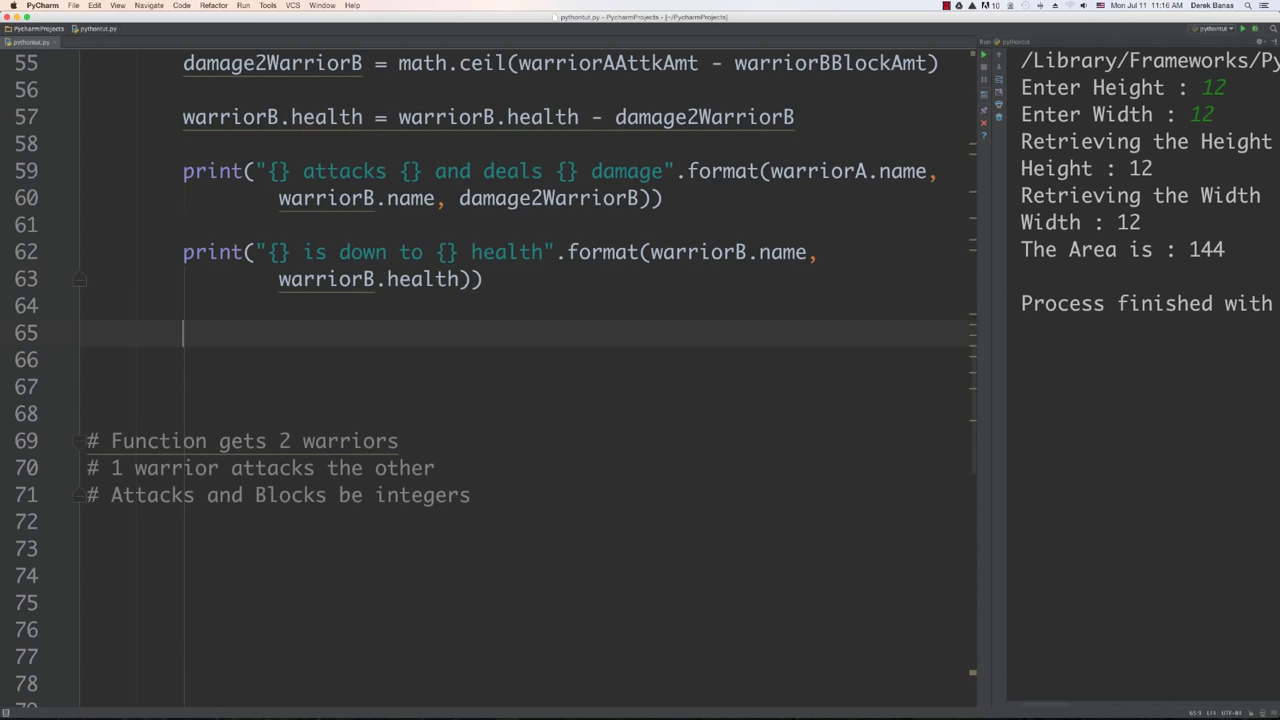 PyCharm File Edit View Navigate Code Refactor Run Tools VCS Window Help
10 Mon Jul 11 11:16 AM Derek Banas
pythontut.py - PycharmProjects - [~/PycharmProjects]
PycharmProjects pythontut.py
pythontut
pythontut.py
Run: pythontut
55 damage2WarriorB = math.ceil(warriorAAttkAmt - warriorBBlockAmt)
56
57 warriorB.health = warriorB.health - damage2WarriorB
58
59 print("{} attacks {} and deals {} damage".format(warriorA.name,
60 warriorB.name, damage2WarriorB))
61
62 print("{} is down to {} health".format(warriorB.name,
63 warriorB.health))
64
65
66
67
68
69 # Function gets 2 warriors
70 # 1 warrior attacks the other
71 # Attacks and Blocks be integers
72
73
74
75
76
77
78
/Library/Frameworks/Py
Enter Height : 12
Enter Width : 12
Retrieving the Height
Height : 12
Retrieving the Width
Width : 12
The Area is : 144
Process finished with
65:9 LF÷ UTF-8÷